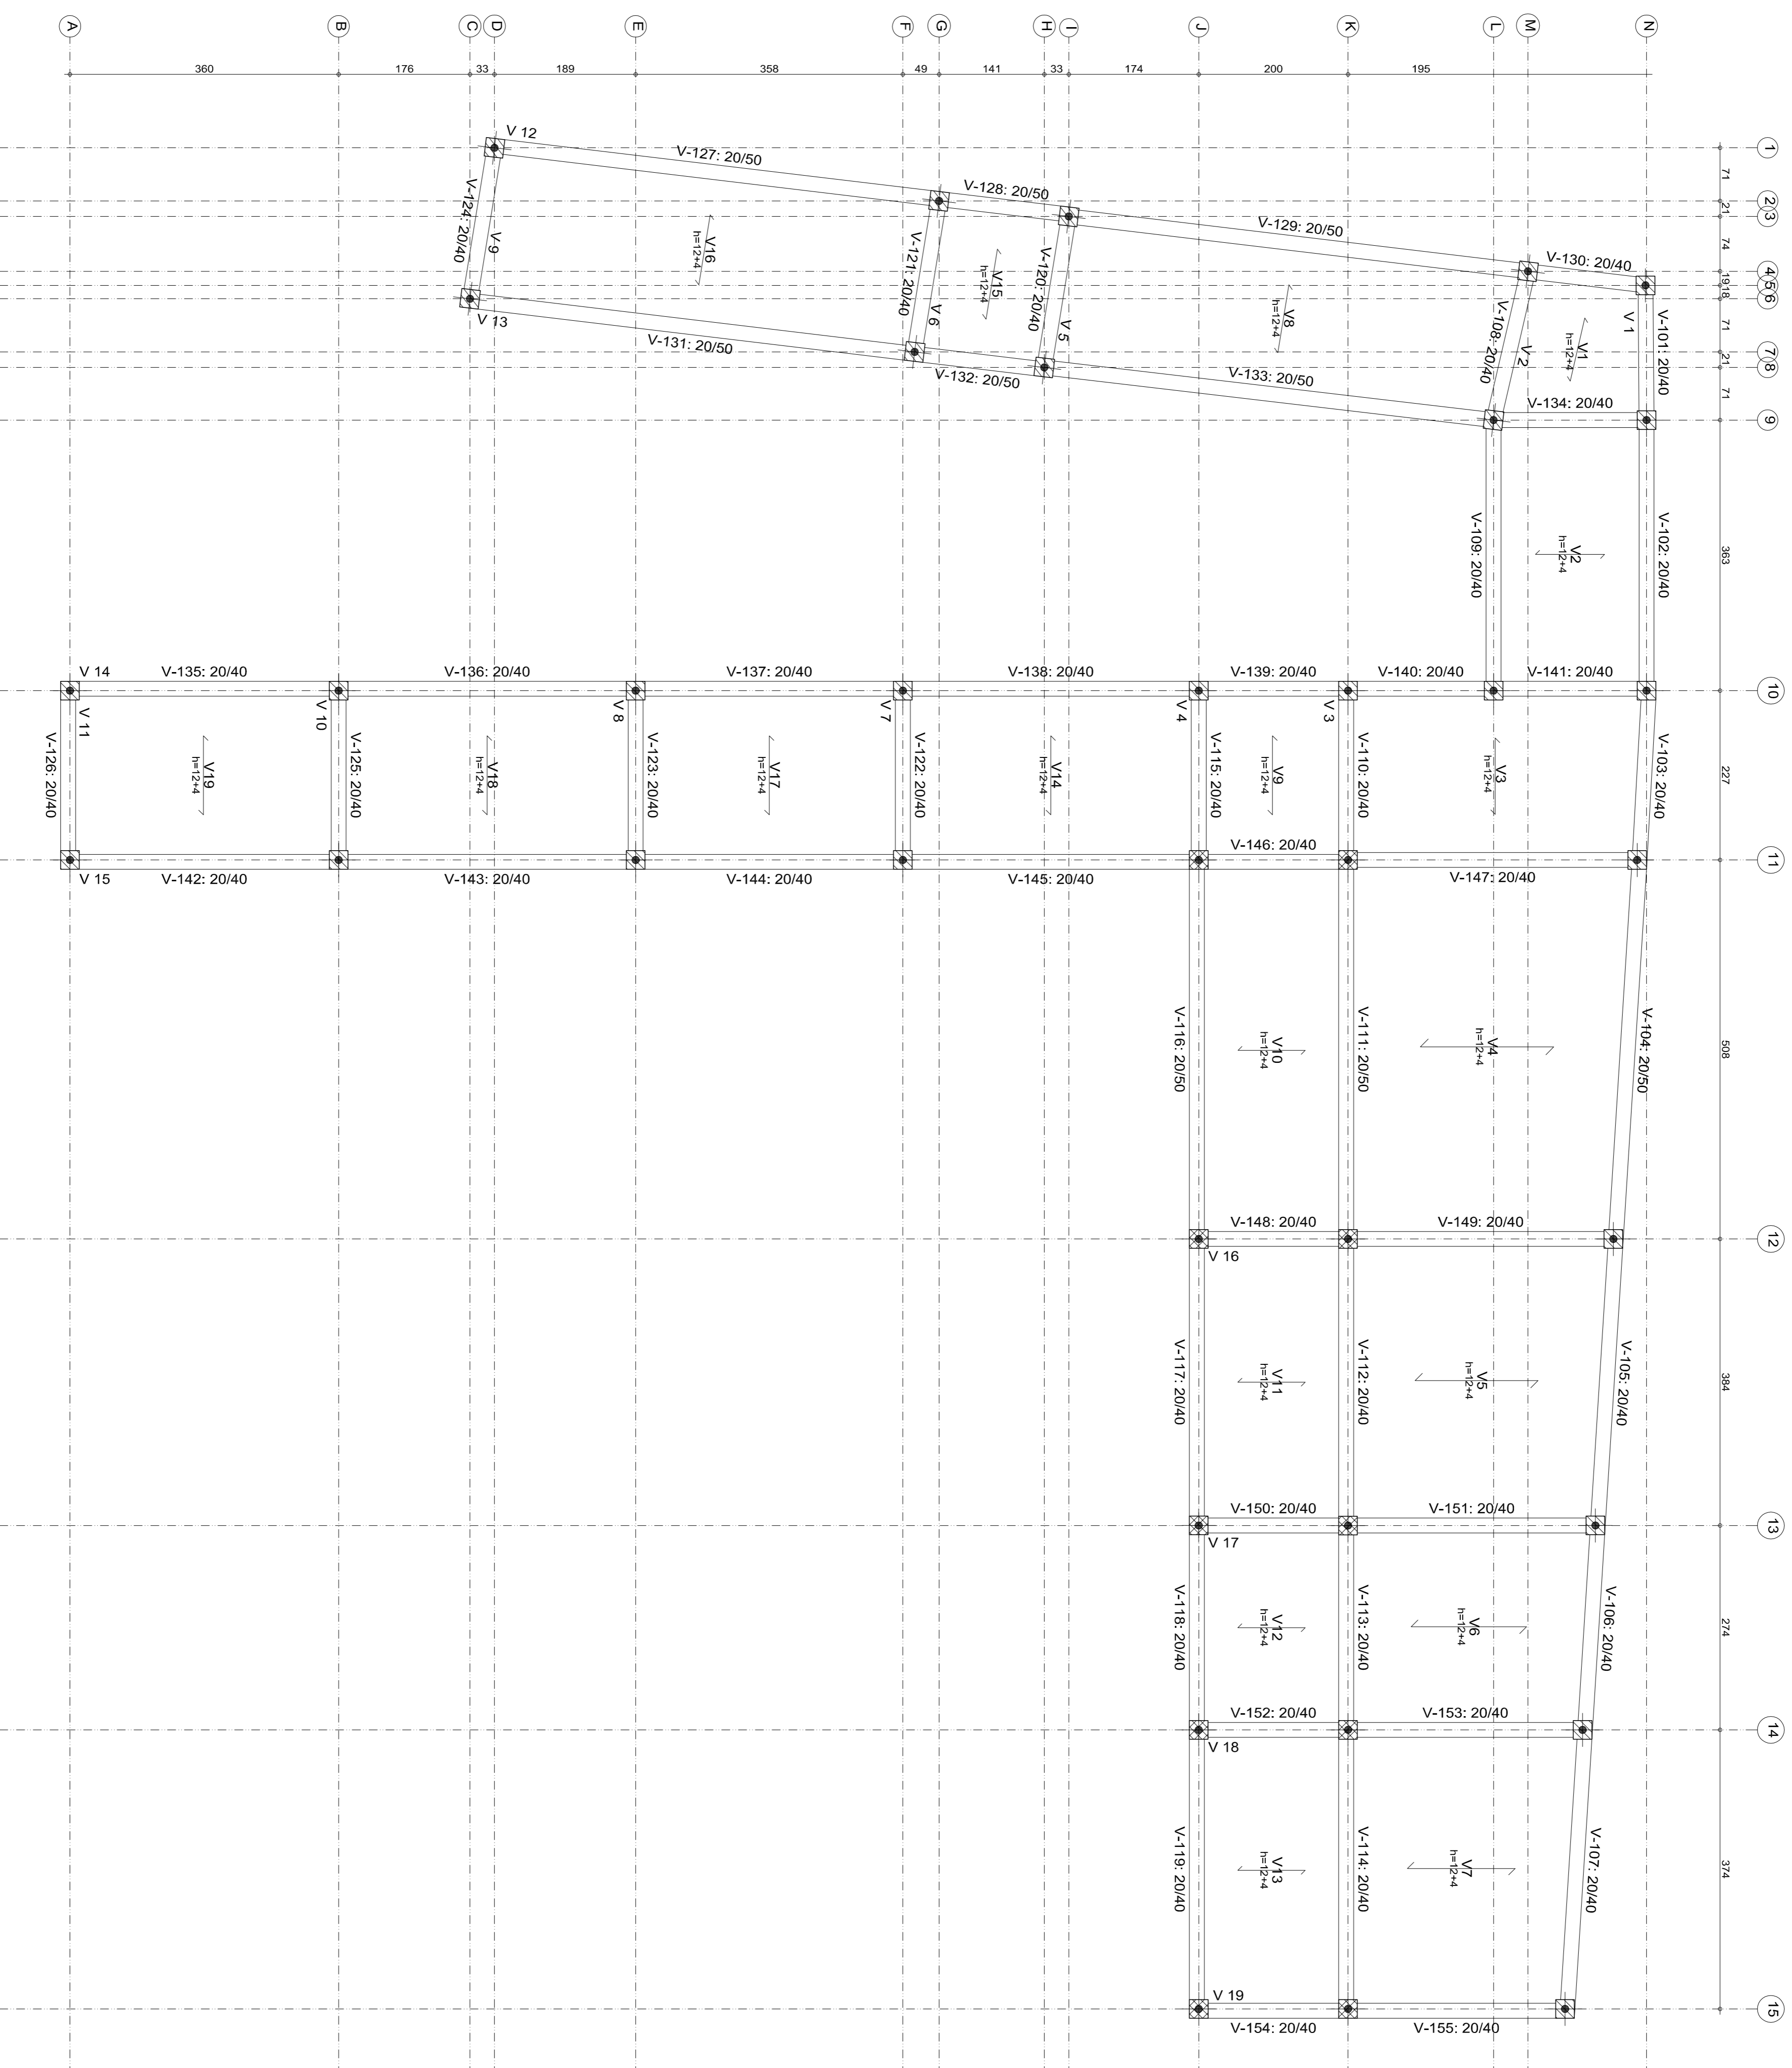 A
B
C
D
E
F
G
H
I
J
K
L
M
N
360
176
33
189
358
49
141
33
174
200
195
1
2
3
4
5
6
7
8
9
10
11
12
13
14
15
71
21
74
19
18
71
21
71
363
227
508
384
274
374
V 12
V-127: 20/50
V-128: 20/50
V-129: 20/50
V-130: 20/40
V-124: 20/40
V 9
V16
h=12+4
V-121: 20/40
V 6
V15
h=12+4
V-120: 20/40
V 5
V8
h=12+4
V-108: 20/40
V 2
V1
h=12+4
V 1
V-101: 20/40
V 13
V-131: 20/50
V-132: 20/50
V-133: 20/50
V-134: 20/40
V-109: 20/40
V2
h=12+4
V-102: 20/40
V 14
V-135: 20/40
V-136: 20/40
V-137: 20/40
V-138: 20/40
V-139: 20/40
V-140: 20/40
V-141: 20/40
V 11
V 10
V 8
V 7
V 4
V 3
V-126: 20/40
V19
h=12+4
V-125: 20/40
V18
h=12+4
V-123: 20/40
V17
h=12+4
V-122: 20/40
V14
h=12+4
V-115: 20/40
V9
h=12+4
V-110: 20/40
V3
h=12+4
V-103: 20/40
V 15
V-142: 20/40
V-143: 20/40
V-144: 20/40
V-145: 20/40
V-146: 20/40
V-147: 20/40
V-116: 20/50
V10
h=12+4
V-111: 20/50
V4
h=12+4
V-104: 20/50
V-148: 20/40
V-149: 20/40
V 16
V-117: 20/40
V11
h=12+4
V-112: 20/40
V5
h=12+4
V-105: 20/40
V-150: 20/40
V-151: 20/40
V 17
V-118: 20/40
V12
h=12+4
V-113: 20/40
V6
h=12+4
V-106: 20/40
V-152: 20/40
V-153: 20/40
V 18
V-119: 20/40
V13
h=12+4
V-114: 20/40
V7
h=12+4
V-107: 20/40
V 19
V-154: 20/40
V-155: 20/40